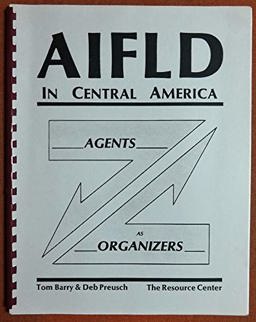 AIFLD
IN CENTRAL AMERICA
AGENTS
AS
ORGANIZERS
Tom Barry & Deb Preusch The Resource Center